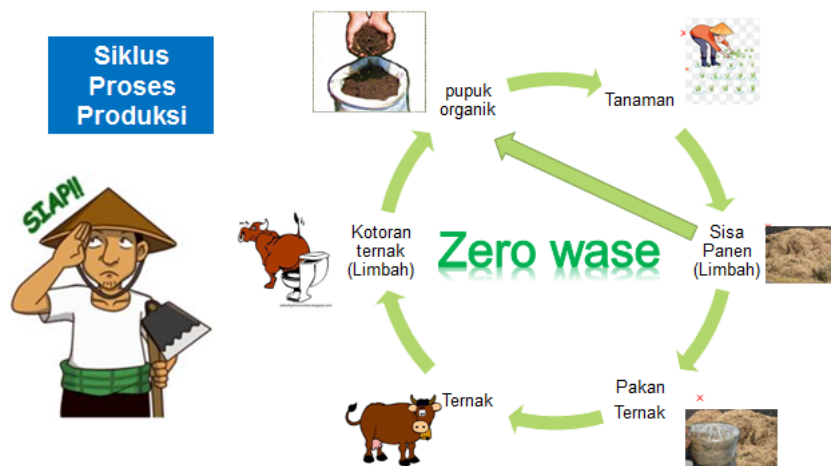 Siklus
Proses
Produksi
SIAP!!
pupuk
organik
Tanaman
Sisa
Panen
(Limbah)
Pakan
Ternak
Ternak
Kotoran
ternak
(Limbah)
Zero wase